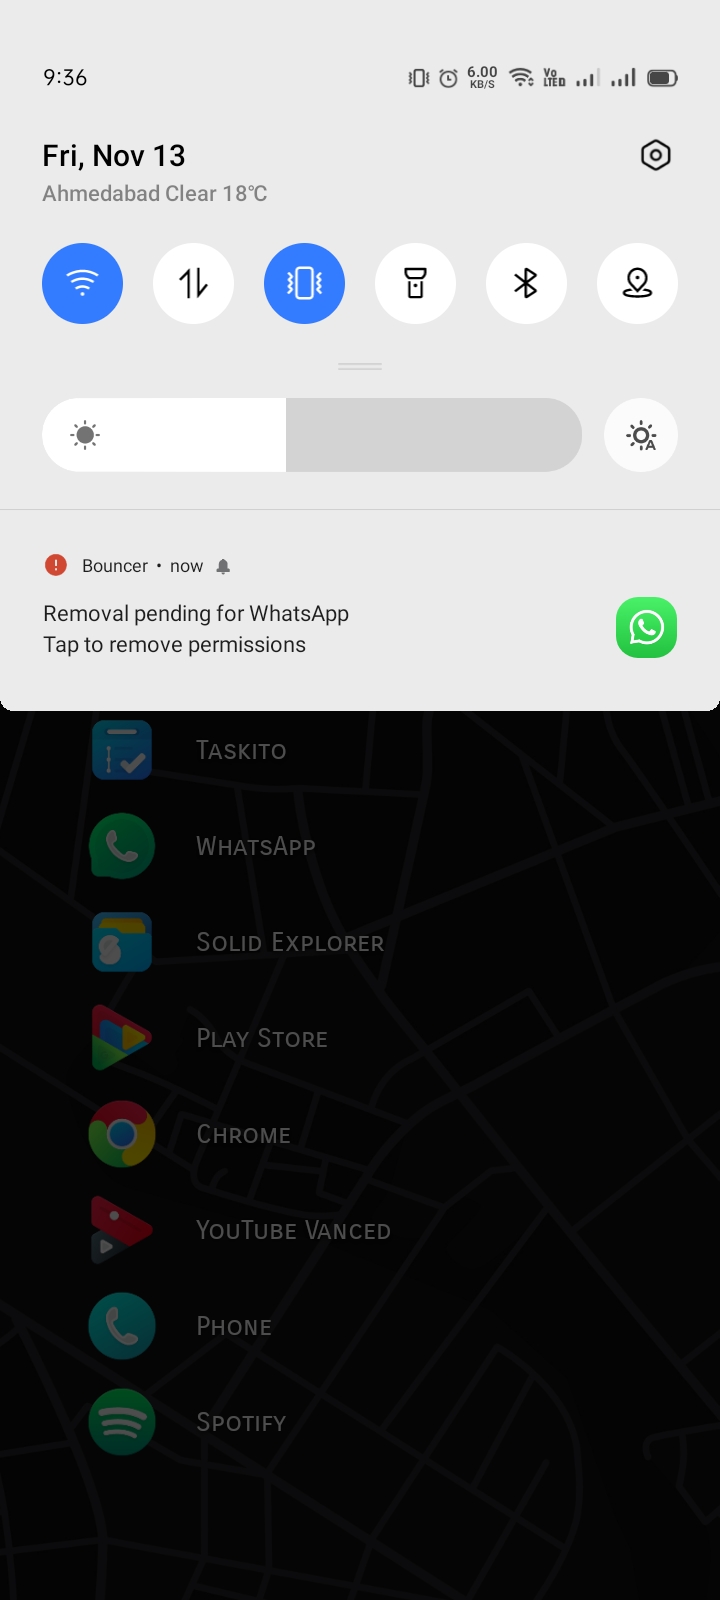 9:36
6.00
KB/S
Vo
LTED
Fri, Nov 13
Ahmedabad Clear 18°C
A
Bouncer • now
Removal pending for WhatsApp
Tap to remove permissions
Taskito
WhatsApp
Solid Explorer
Play Store
Chrome
YouTube Vanced
Phone
Spotify